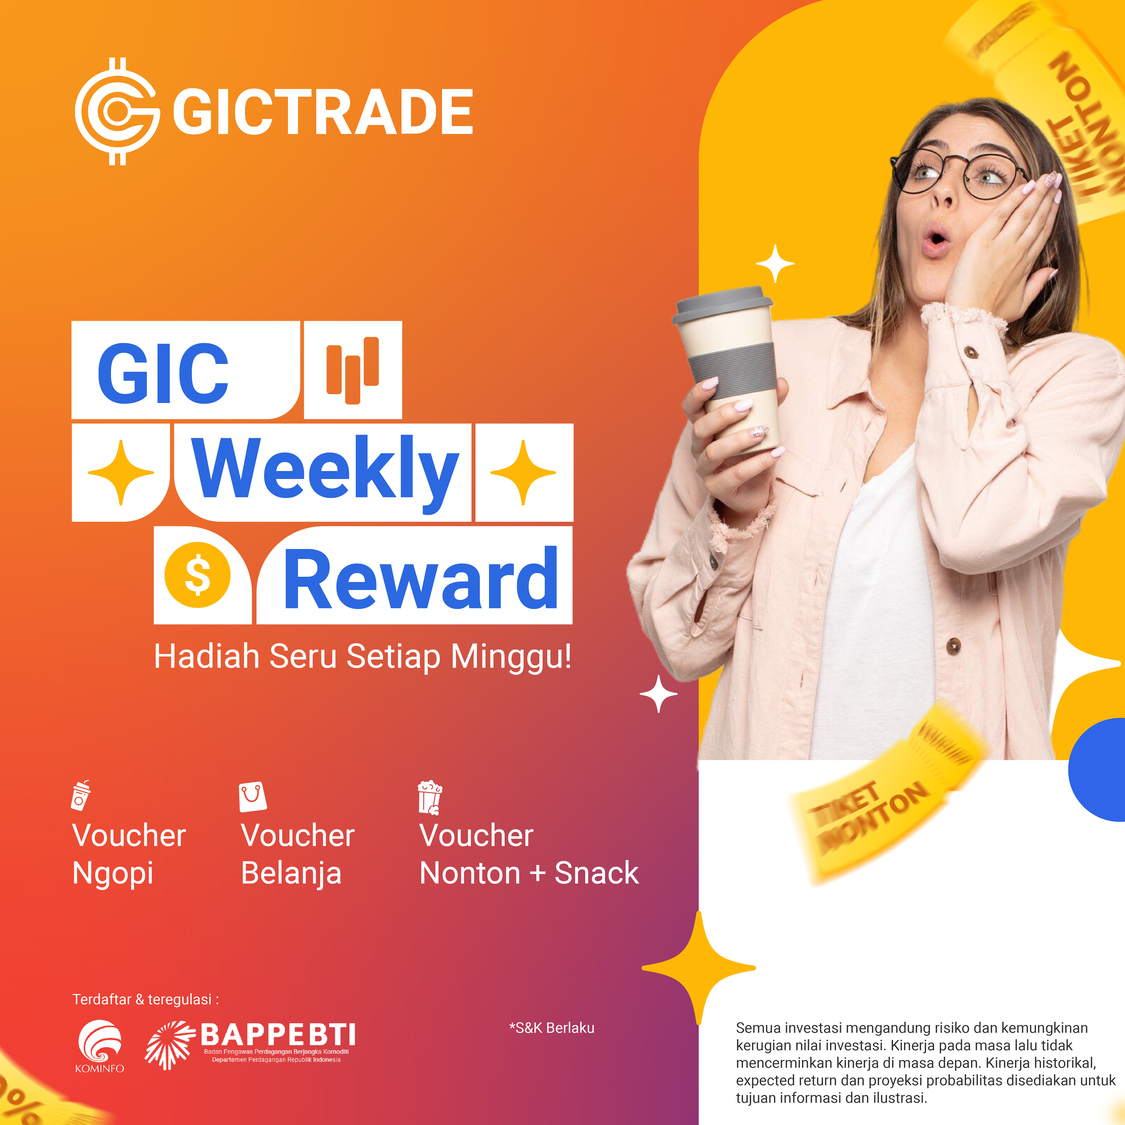 GICTRADE
TIKET
NONTON
GIC
Weekly
$
Reward
Hadiah Seru Setiap Minggu!
TIKET
NONTON
Voucher
Ngopi
Voucher
Belanja
Voucher
Nonton + Snack
Terdaftar & teregulasi :
KOMINFO
BAPPEBTI
Badan Pengawas Perdagangan Berjangka Komoditi
Departemen Perdagangan Republik Indonesia
*S&K Berlaku
Semua investasi mengandung risiko dan kemungkinan
kerugian nilai investasi. Kinerja pada masa lalu tidak
mencerminkan kinerja di masa depan. Kinerja historikal,
expected return dan proyeksi probabilitas disediakan untuk
tujuan informasi dan ilustrasi.
0%